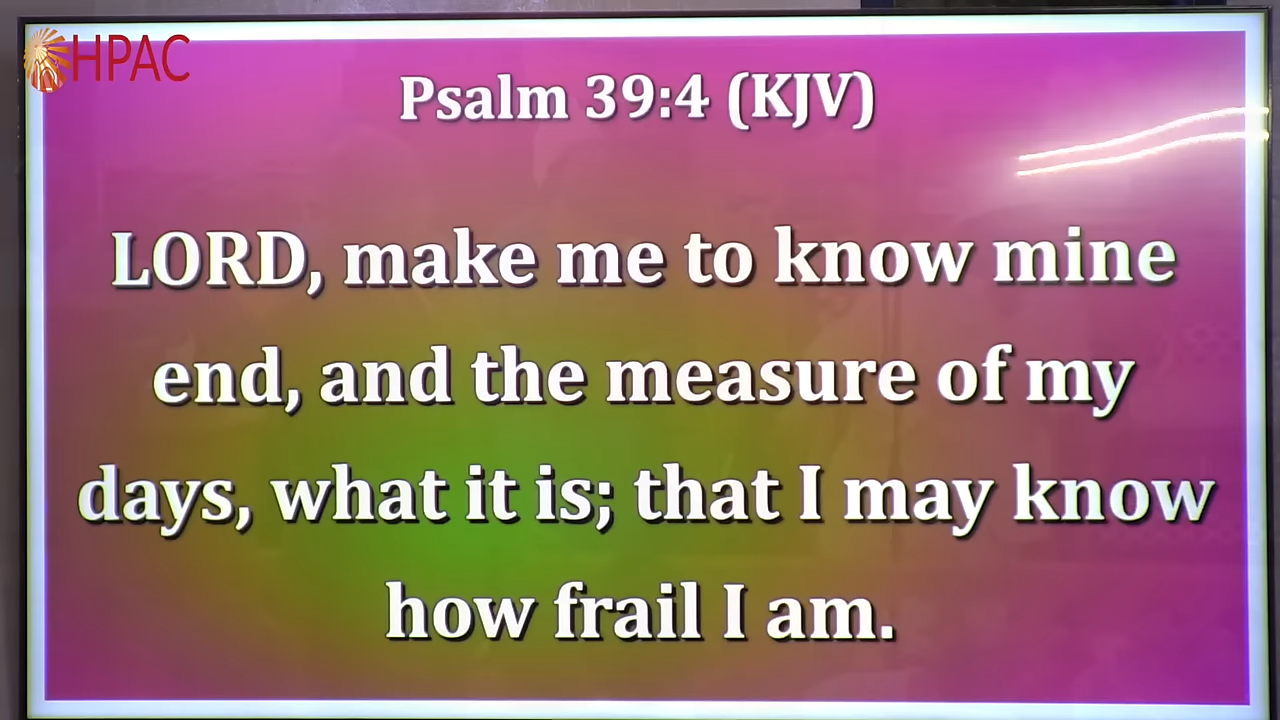 HPAC
Psalm 39:4 (KJV)
LORD, make me to know mine
end, and the measure of my
days, what it is; that I may know
how frail I am.